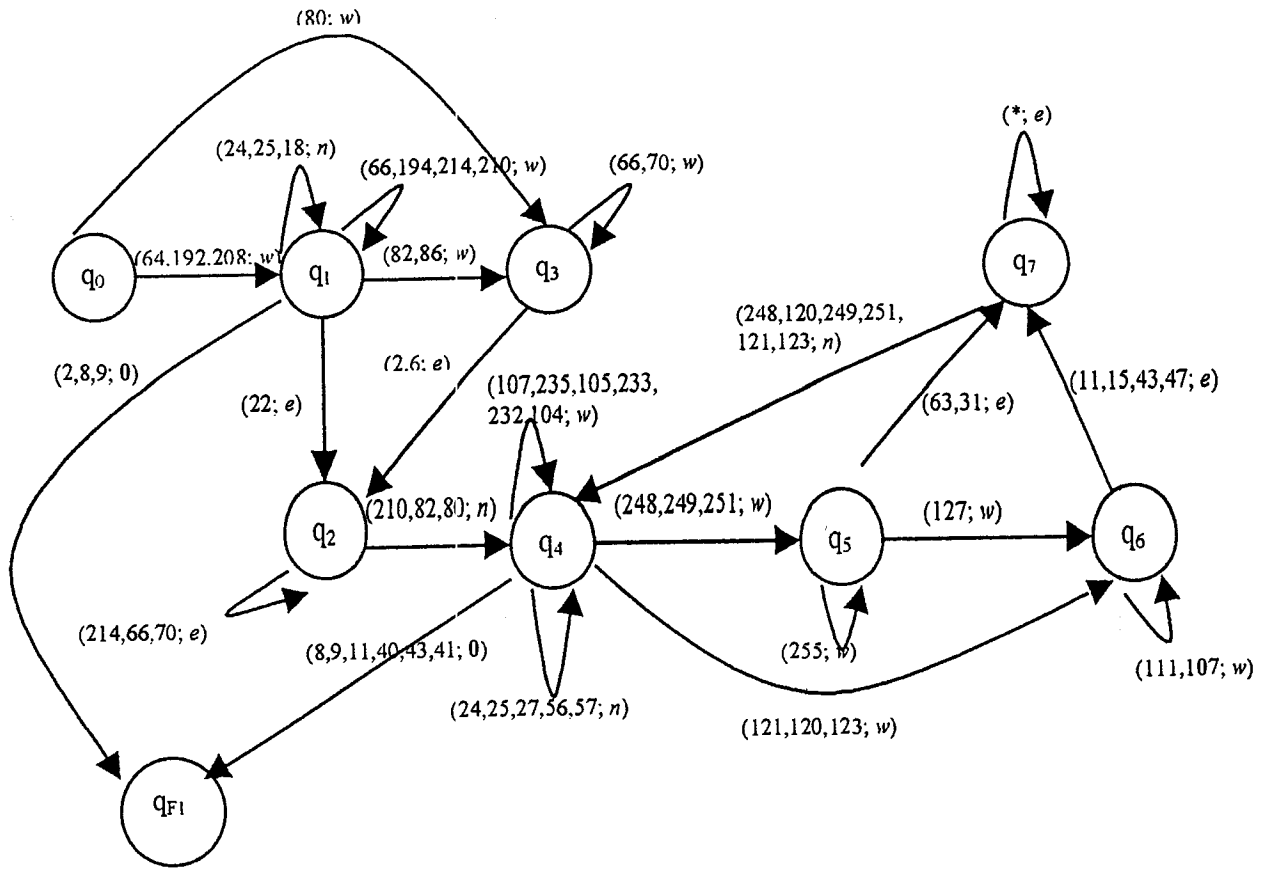 (80; w)
(*; e)
(24,25,18; n)
(66,194,214,210; w)
(66,70; w)
q0
(64,192,208; w)
q1
(82,86; w)
q3
q7
(248,120,249,251,
121,123; n)
(2,8,9; 0)
(22; e)
(2,6; e)
(107,235,105,233,
232,104; w)
(63,31; e)
(11,15,43,47; e)
q2
(210,82,80; n)
q4
(248,249,251; w)
q5
(127; w)
q6
(214,66,70; e)
(8,9,11,40,43,41; 0)
(24,25,27,56,57; n)
(255; w)
(121,120,123; w)
(111,107; w)
qF1